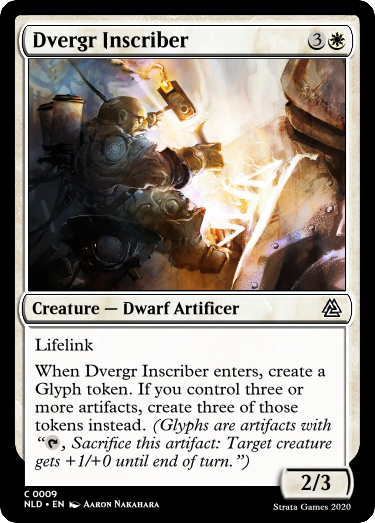 Dvergr Inscriber 3
Creature — Dwarf Artificer
Lifelink
When Dvergr Inscriber enters, create a
Glyph token. If you control three or
more artifacts, create three of those
tokens instead. (Glyphs are artifacts with
“, Sacrifice this artifact: Target creature
gets +1/+0 until end of turn.”)
2/3
C 0009
NLD • EN Aaron Nakahara
Strata Games 2020